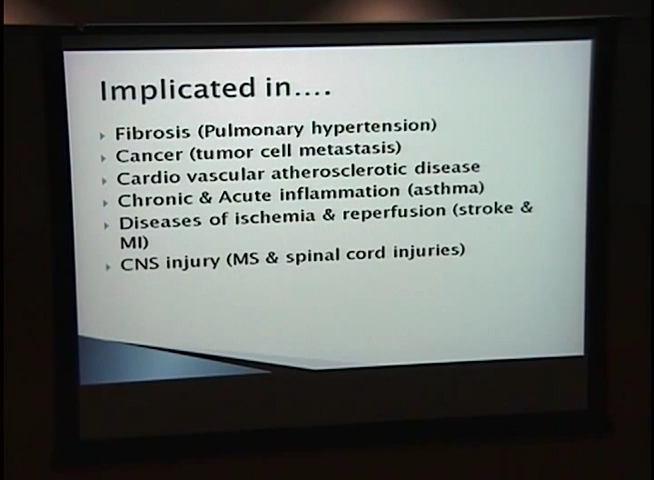 Implicated in....
Fibrosis (Pulmonary hypertension)
Cancer (tumor cell metastasis)
Cardio vascular atherosclerotic disease
Chronic & Acute inflammation (asthma)
Diseases of ischemia & reperfusion (stroke &
MI)
CNS injury (MS & spinal cord injuries)